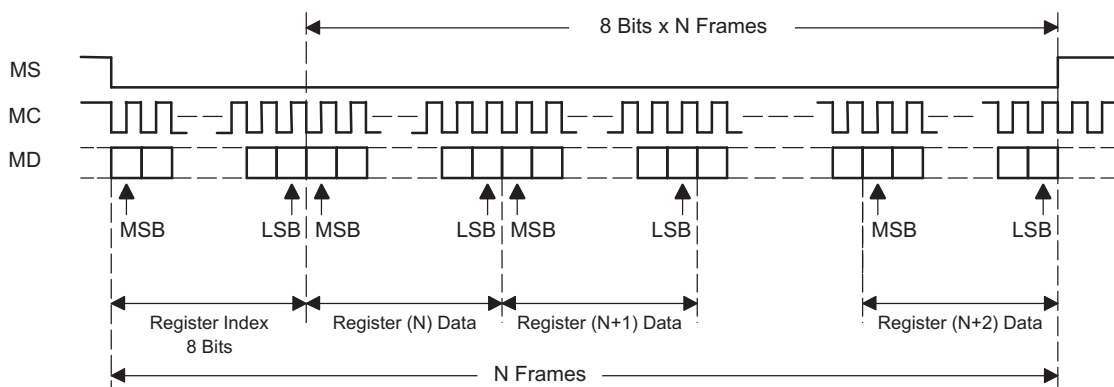 8 Bits x N Frames
MS
MC
MD
MSB LSB MSB LSB MSB LSB MSB LSB
Register Index
8 Bits
Register (N) Data
Register (N+1) Data
Register (N+2) Data
N Frames